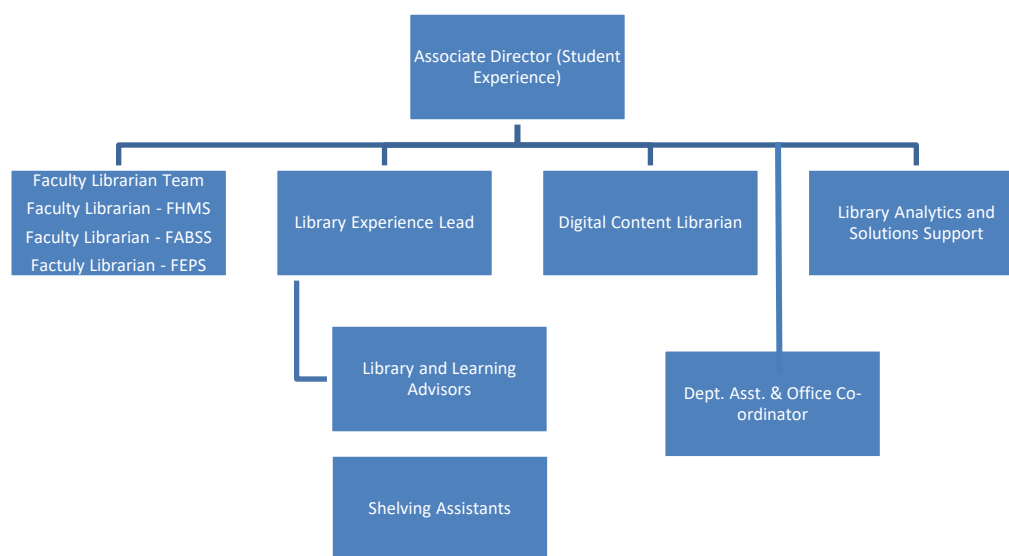 Associate Director (Student
Experience)
Faculty Librarian Team
Faculty Librarian - FHMS
Faculty Librarian - FABSS
Factuly Librarian - FEPS
Library Experience Lead
Digital Content Librarian
Library Analytics and
Solutions Support
Library and Learning
Advisors
Dept. Asst. & Office Co-
ordinator
Shelving Assistants